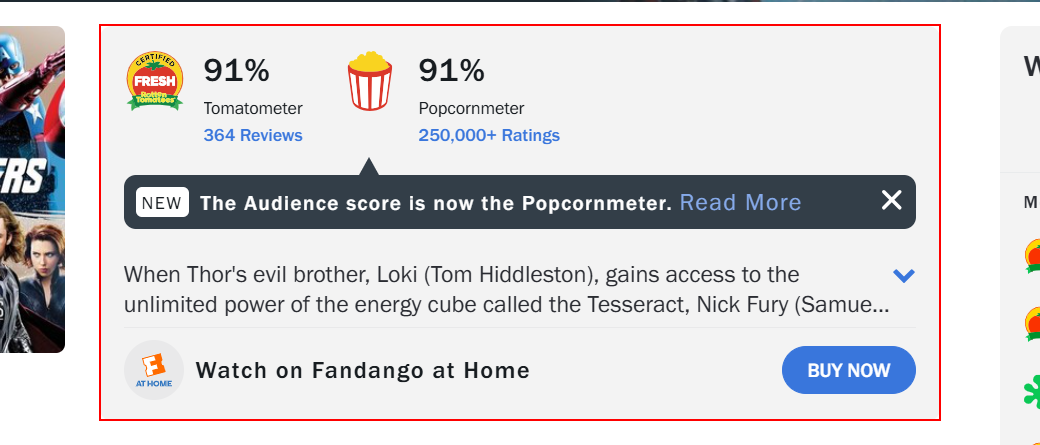 CERTIFIED
FRESH
Rotten
Tomatoes
91%
Tomatometer
364 Reviews
91%
Popcornmeter
250,000+ Ratings
NEW The Audience score is now the Popcornmeter. Read More
When Thor's evil brother, Loki (Tom Hiddleston), gains access to the
unlimited power of the energy cube called the Tesseract, Nick Fury (Samue...
AT HOME
Watch on Fandango at Home
BUY NOW
ERS
W
M